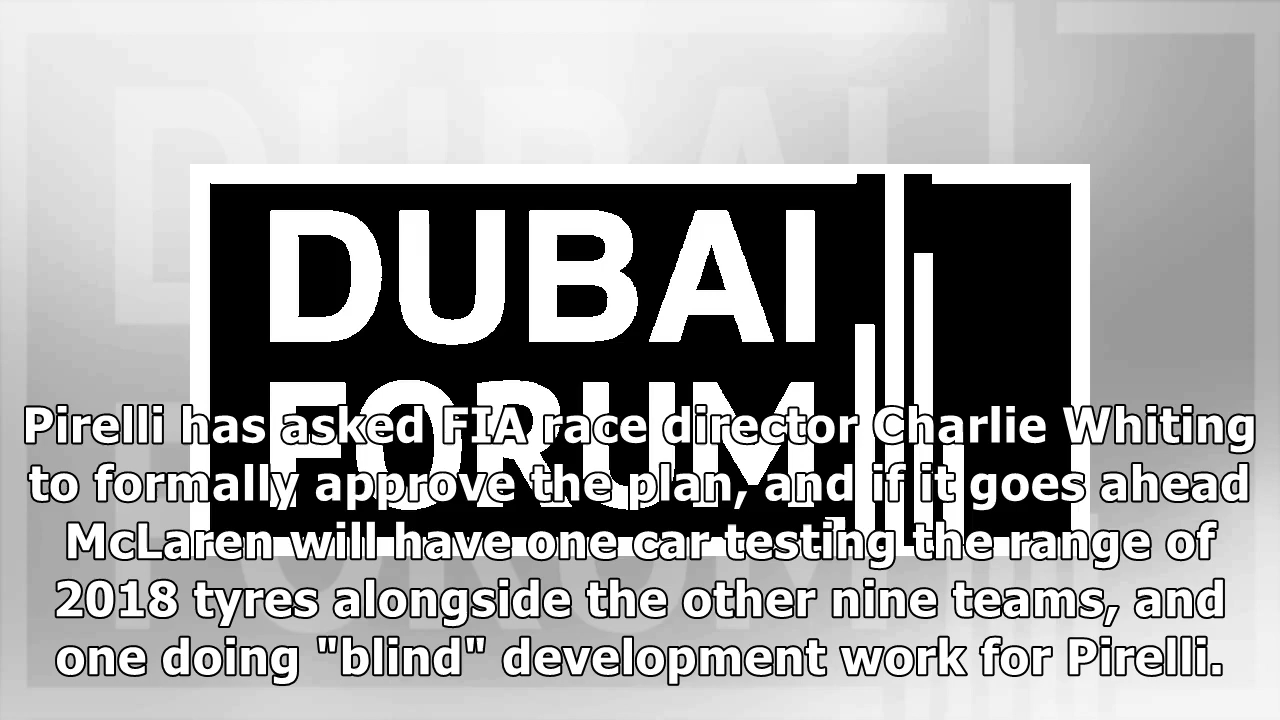 DUBAI
FORUM
Pirelli has asked FIA race director Charlie Whiting
to formally approve the plan, and if it goes ahead
McLaren will have one car testing the range of
2018 tyres alongside the other nine teams, and
one doing "blind" development work for Pirelli.